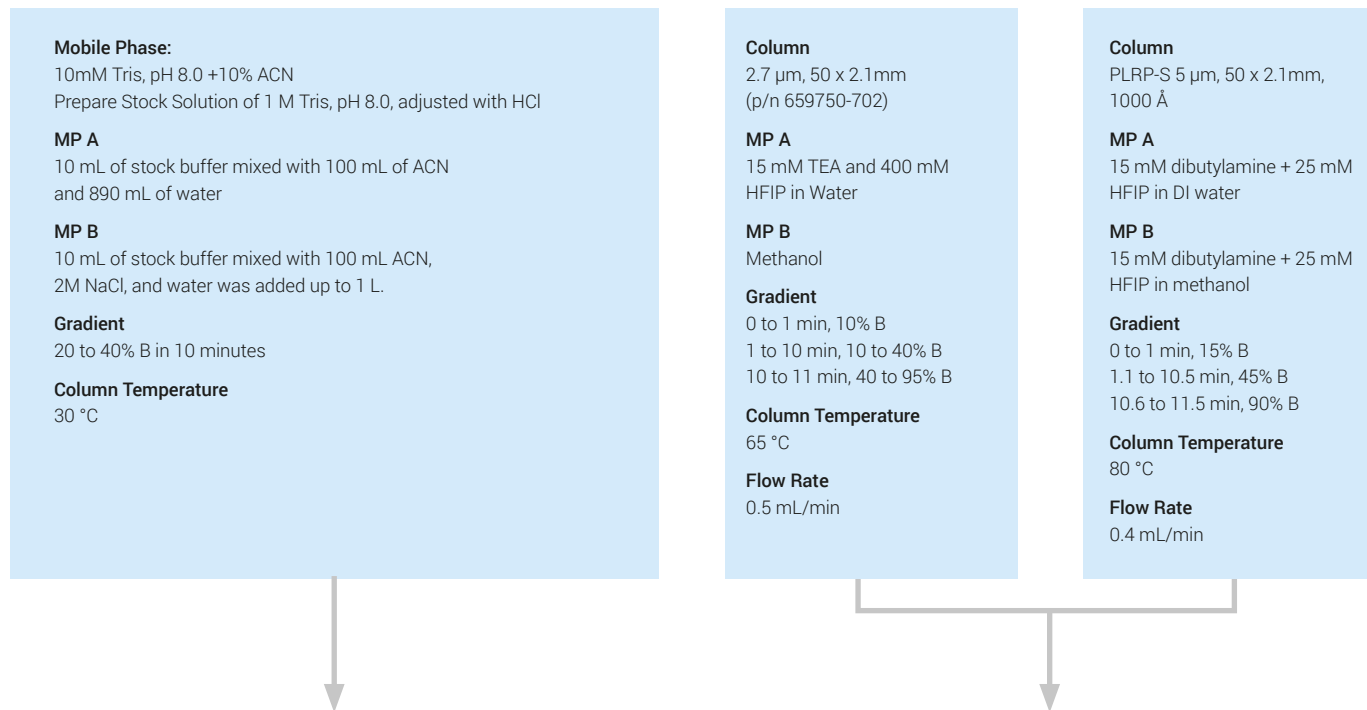 Mobile Phase:
10mM Tris, pH 8.0 +10% ACN
Prepare Stock Solution of 1 M Tris, pH 8.0, adjusted with HCl
MP A
10 mL of stock buffer mixed with 100 mL of ACN
and 890 mL of water
MP B
10 mL of stock buffer mixed with 100 mL ACN,
2M NaCl, and water was added up to 1 L.
Gradient
20 to 40% B in 10 minutes
Column Temperature
30 °C
Column
2.7 µm, 50 x 2.1mm
(p/n 659750-702)
MP A
15 mM TEA and 400 mM
HFIP in Water
MP B
Methanol
Gradient
0 to 1 min, 10% B
1 to 10 min, 10 to 40% B
10 to 11 min, 40 to 95% B
Column Temperature
65 °C
Flow Rate
0.5 mL/min
Column
PLRP-S 5 µm, 50 x 2.1mm,
1000 Å
MP A
15 mM dibutylamine + 25 mM
HFIP in DI water
MP B
15 mM dibutylamine + 25 mM
HFIP in methanol
Gradient
0 to 1 min, 15% B
1.1 to 10.5 min, 45% B
10.6 to 11.5 min, 90% B
Column Temperature
80 °C
Flow Rate
0.4 mL/min